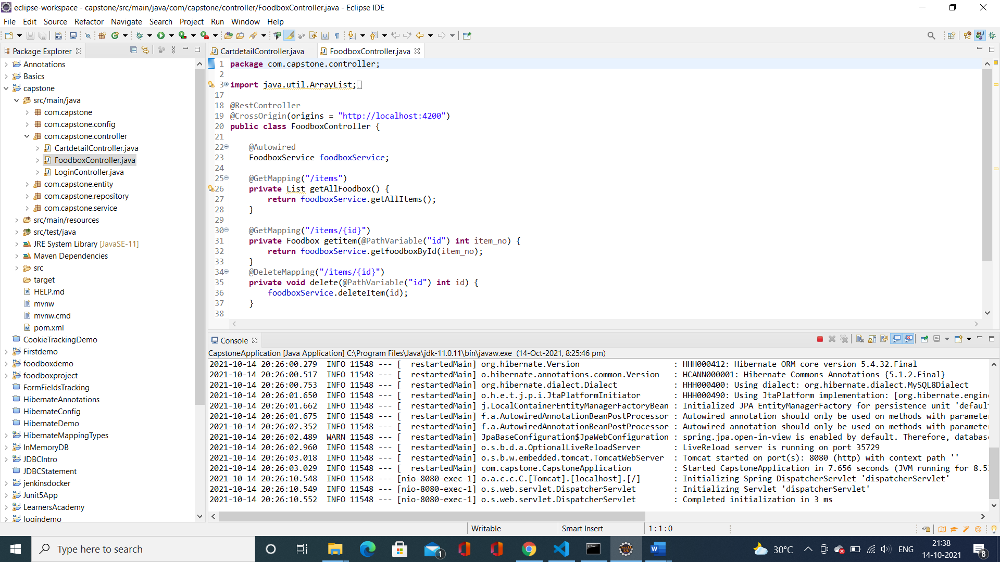 eclipse-workspace - capstone/src/main/java/com/capstone/controller/FoodboxController.java - Eclipse IDE
File Edit Source Refactor Navigate Search Project Run Window Help
Package Explorer
Annotations
Basics
capstone
src/main/java
com.capstone
com.capstone.config
com.capstone.controller
CartdetailController.java
FoodboxController.java
LoginController.java
com.capstone.entity
com.capstone.repository
com.capstone.service
src/main/resources
src/test/java
JRE System Library [JavaSE-11]
Maven Dependencies
src
target
HELP.md
mvnw
mvnw.cmd
pom.xml
CookieTrackingDemo
Firstdemo
foodboxdemo
foodboxproject
FormFieldsTracking
HibernateAnnotations
HibernateConfig
HibernateDemo
HibernateMappingTypes
InMemoryDB
JDBCIntro
JDBCStatement
jenkinsdocker
Junit5App
LearnersAcademy
logindemo
CartdetailController.java FoodboxController.java
1 package com.capstone.controller;
2
3 import java.util.ArrayList;
17
18 @RestController
19 @CrossOrigin(origins = "http://localhost:4200")
20 public class FoodboxController {
21
22 @Autowired
23 FoodboxService foodboxService;
24
25 @GetMapping("/items")
26 private List getAllFoodbox() {
27 return foodboxService.getAllItems();
28 }
29
30 @GetMapping("/items/{id}")
31 private Foodbox getitem(@PathVariable("id") int item_no) {
32 return foodboxService.getfoodboxById(item_no);
33 }
34 @DeleteMapping("/items/{id}")
35 private void delete(@PathVariable("id") int id) {
36 foodboxService.deleteItem(id);
37 }
38
Console
CapstoneApplication [Java Application] C:\Program Files\Java\jdk-11.0.11\bin\javaw.exe (14-Oct-2021, 8:25:46 pm)
2021-10-14 20:26:00.279 INFO 11548 --- [ restartedMain] org.hibernate.Version : HHH000412: Hibernate ORM core version 5.4.32.Final
2021-10-14 20:26:00.517 INFO 11548 --- [ restartedMain] o.hibernate.annotations.common.Version : HCANN000001: Hibernate Commons Annotations {5.1.2.Final}
2021-10-14 20:26:00.753 INFO 11548 --- [ restartedMain] org.hibernate.dialect.Dialect : HHH000400: Using dialect: org.hibernate.dialect.MySQL8Dialect
2021-10-14 20:26:01.650 INFO 11548 --- [ restartedMain] o.h.e.t.j.p.i.JtaPlatformInitiator : HHH000490: Using JtaPlatform implementation: [org.hibernate.engin
2021-10-14 20:26:01.662 INFO 11548 --- [ restartedMain] j.LocalContainerEntityManagerFactoryBean : Initialized JPA EntityManagerFactory for persistence unit 'defaul
2021-10-14 20:26:01.675 INFO 11548 --- [ restartedMain] f.a.AutowiredAnnotationBeanPostProcessor : Autowired annotation should only be used on methods with paramete
2021-10-14 20:26:02.352 INFO 11548 --- [ restartedMain] f.a.AutowiredAnnotationBeanPostProcessor : Autowired annotation should only be used on methods with paramete
2021-10-14 20:26:02.489 WARN 11548 --- [ restartedMain] JpaBaseConfiguration$JpaWebConfiguration : spring.jpa.open-in-view is enabled by default. Therefore, databas
2021-10-14 20:26:02.960 INFO 11548 --- [ restartedMain] o.s.b.d.a.OptionalLiveReloadServer : LiveReload server is running on port 35729
2021-10-14 20:26:03.018 INFO 11548 --- [ restartedMain] o.s.b.w.embedded.tomcat.TomcatWebServer : Tomcat started on port(s): 8080 (http) with context path ''
2021-10-14 20:26:03.029 INFO 11548 --- [ restartedMain] com.capstone.CapstoneApplication : Started CapstoneApplication in 7.656 seconds (JVM running for 8.5
2021-10-14 20:26:10.548 INFO 11548 --- [nio-8080-exec-1] o.a.c.c.C.[Tomcat].[localhost].[/] : Initializing Spring DispatcherServlet 'dispatcherServlet'
2021-10-14 20:26:10.549 INFO 11548 --- [nio-8080-exec-1] o.s.web.servlet.DispatcherServlet : Initializing Servlet 'dispatcherServlet'
2021-10-14 20:26:10.552 INFO 11548 --- [nio-8080-exec-1] o.s.web.servlet.DispatcherServlet : Completed initialization in 3 ms
Writable Smart Insert 1 : 1 : 0
Type here to search
1
30°C
ENG
21:38
14-10-2021
8